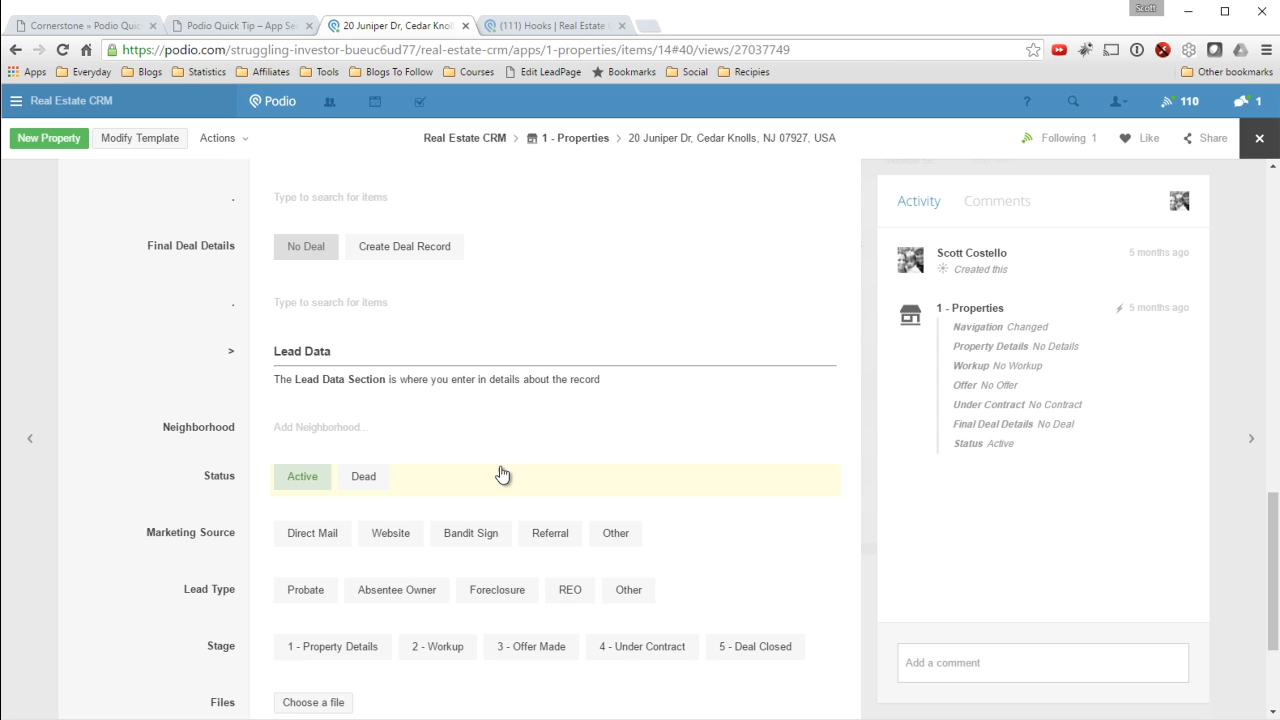 Scott
Cornerstone » Podio Quic
Podio Quick Tip – App Se
20 Juniper Dr, Cedar Knoll
(111) Hooks | Real Estate C
https://podio.com/struggling-investor-bueuc6ud77/real-estate-crm/apps/1-properties/items/14#40/views/27037749
Apps Everyday Blogs Statistics Affiliates Tools Blogs To Follow Courses Edit LeadPage Bookmarks Social Recipies Other bookmarks
Real Estate CRM Podio ? 110 1
New Property Modify Template Actions Real Estate CRM > 1 - Properties > 20 Juniper Dr, Cedar Knolls, NJ 07927, USA Following 1 Like Share
. Type to search for items
Final Deal Details No Deal Create Deal Record
. Type to search for items
> Lead Data
The Lead Data Section is where you enter in details about the record
Neighborhood Add Neighborhood...
Status Active Dead
Marketing Source Direct Mail Website Bandit Sign Referral Other
Lead Type Probate Absentee Owner Foreclosure REO Other
Stage 1 - Property Details 2 - Workup 3 - Offer Made 4 - Under Contract 5 - Deal Closed
Files Choose a file
Activity Comments
Scott Costello 5 months ago
Created this
1 - Properties 5 months ago
Navigation Changed
Property Details No Details
Workup No Workup
Offer No Offer
Under Contract No Contract
Final Deal Details No Deal
Status Active
Add a comment